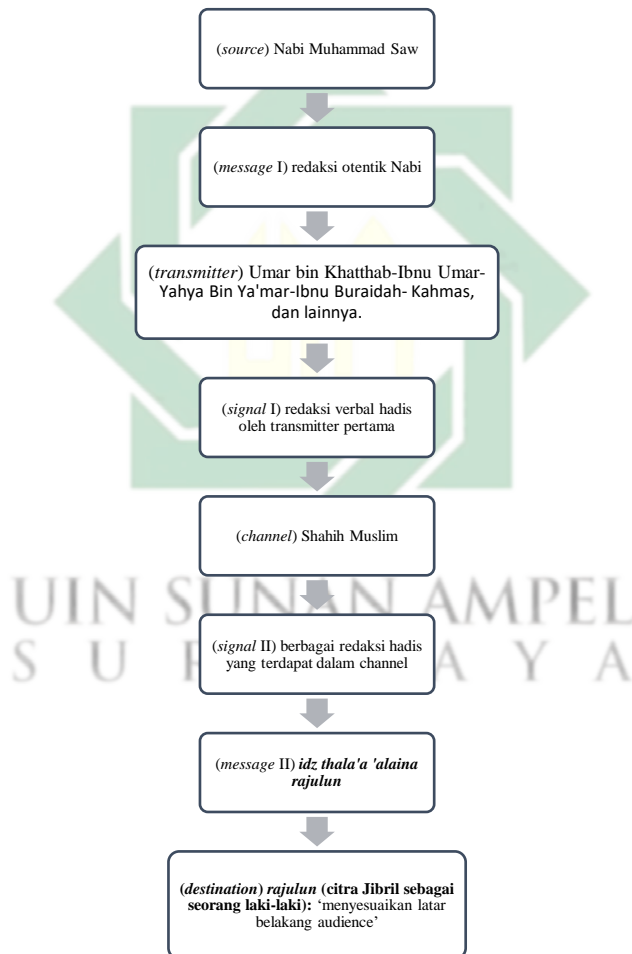 (source) Nabi Muhammad Saw
(message I) redaksi otentik Nabi
(transmitter) Umar bin Khatthab-Ibnu Umar-
Yahya Bin Ya'mar-Ibnu Buraidah- Kahmas,
dan lainnya.
(signal I) redaksi verbal hadis
oleh transmitter pertama
(channel) Shahih Muslim
UIN SUNAN AMPEL
S U R A B A Y A
(signal II) berbagai redaksi hadis
yang terdapat dalam channel
(message II) idz thala'a 'alaina
rajulun
(destination) rajulun (citra Jibril sebagai
seorang laki-laki): 'menyesuaikan latar
belakang audience'